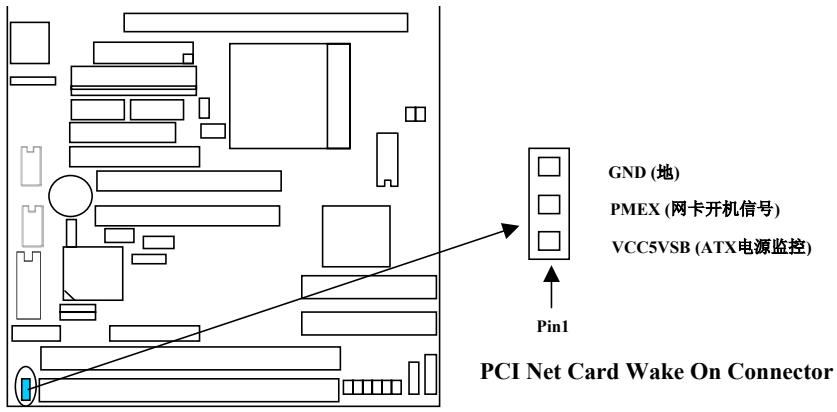 GND (地)
PMEX (网卡开机信号)
VCC5VSB (ATX电源监控)
Pin1
PCI Net Card Wake On Connector